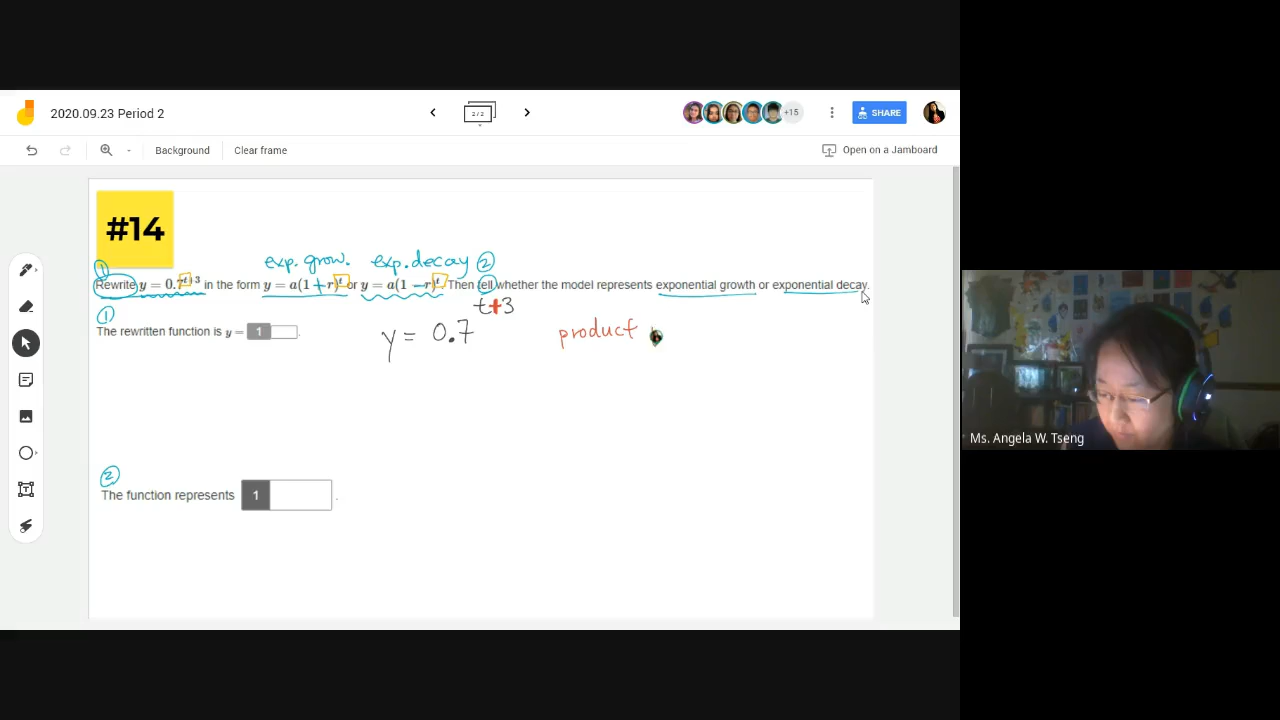 2020.09.23 Period 2
2/2
+15
SHARE
Background
Clear frame
Open on a Jamboard
#14
① exp. grow. exp. decay ②
Rewrite y = 0.7^{t+3} in the form y = a(1 + r)^t or y = a(1 − r)^t. Then tell whether the model represents exponential growth or exponential decay.
①
The rewritten function is y = 1 .
y = 0.7^{t+3} product
②
The function represents 1 .
Ms. Angela W. Tseng